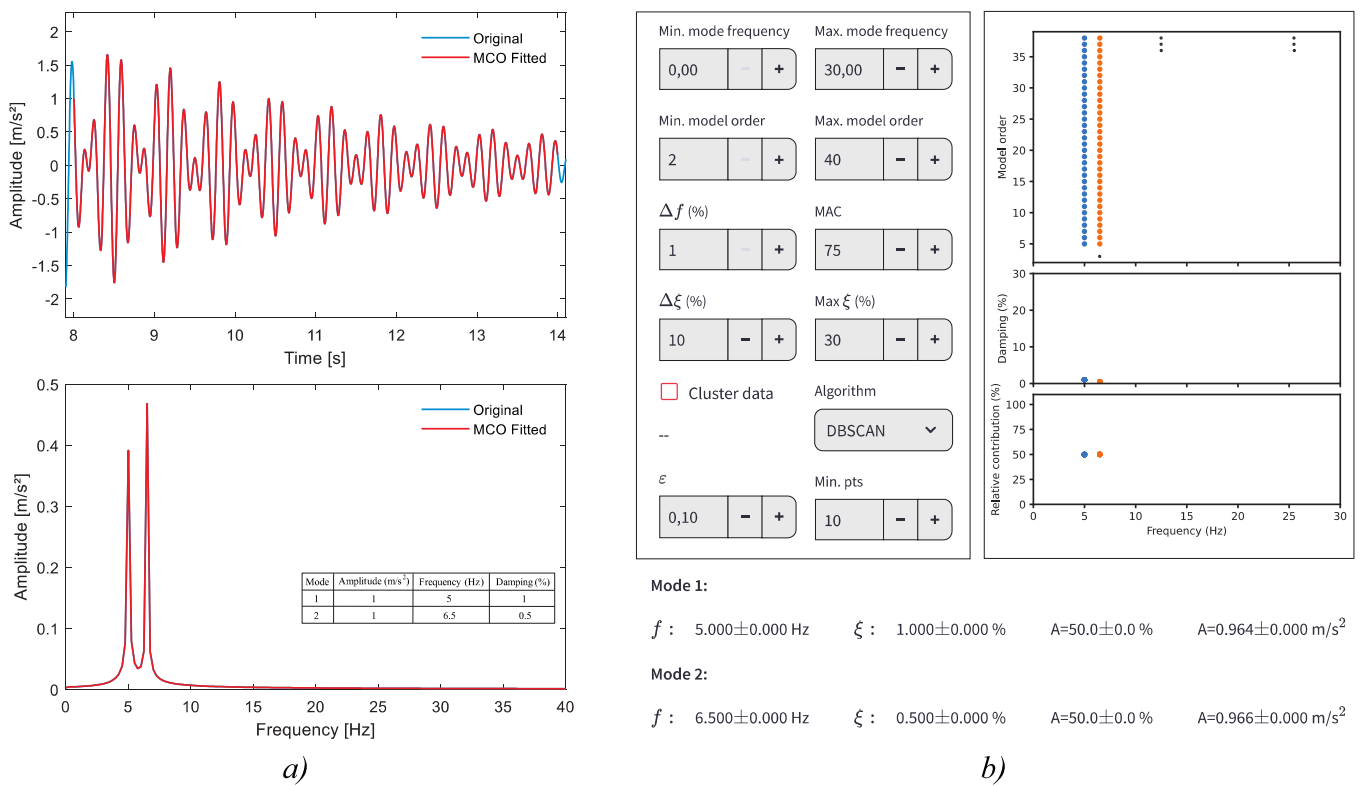 Original
MCO Fitted
2
1.5
1
0.5
0
-0.5
-1
-1.5
-2
Amplitude [m/s²]
8 9 10 11 12 13 14
Time [s]
Original
MCO Fitted
0.5
0.4
0.3
0.2
0.1
0
Amplitude [m/s²]
Mode Amplitude (m/s²) Frequency (Hz) Damping (%)
1 1 5 1
2 1 6.5 0.5
0 5 10 15 20 25 30 35 40
Frequency [Hz]
a)
Min. mode frequency Max. mode frequency
0,00 − + 30,00 − +
Min. model order Max. model order
2 − + 40 − +
Δf (%) MAC
1 − + 75 − +
Δξ (%) Max ξ (%)
10 − + 30 − +
Cluster data Algorithm
-- DBSCAN
ε Min. pts
0,10 − + 10 − +
35
30
25
20
15
10
5
Model order
30
20
10
0
Damping (%)
100
75
50
25
0
Relative contribution (%)
0 5 10 15 20 25 30
Frequency (Hz)
Mode 1:
f : 5.000±0.000 Hz ξ : 1.000±0.000 % A=50.0±0.0 % A=0.964±0.000 m/s²
Mode 2:
f : 6.500±0.000 Hz ξ : 0.500±0.000 % A=50.0±0.0 % A=0.966±0.000 m/s²
b)